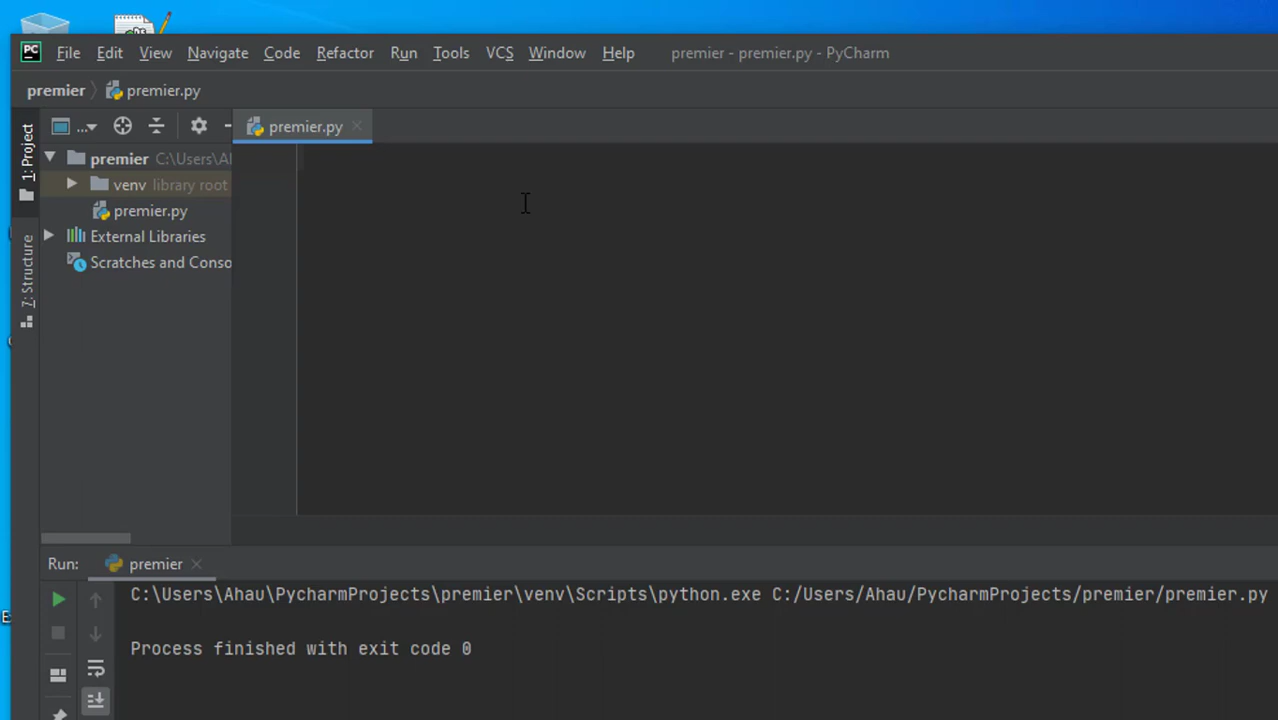 PC File Edit View Navigate Code Refactor Run Tools VCS Window Help premier - premier.py - PyCharm
premier premier.py
... premier.py
1: Project
premier C:\Users\A
venv library root
premier.py
External Libraries
Scratches and Conso
7: Structure
Run: premier
C:\Users\Ahau\PycharmProjects\premier\venv\Scripts\python.exe C:/Users/Ahau/PycharmProjects/premier/premier.py
Process finished with exit code 0